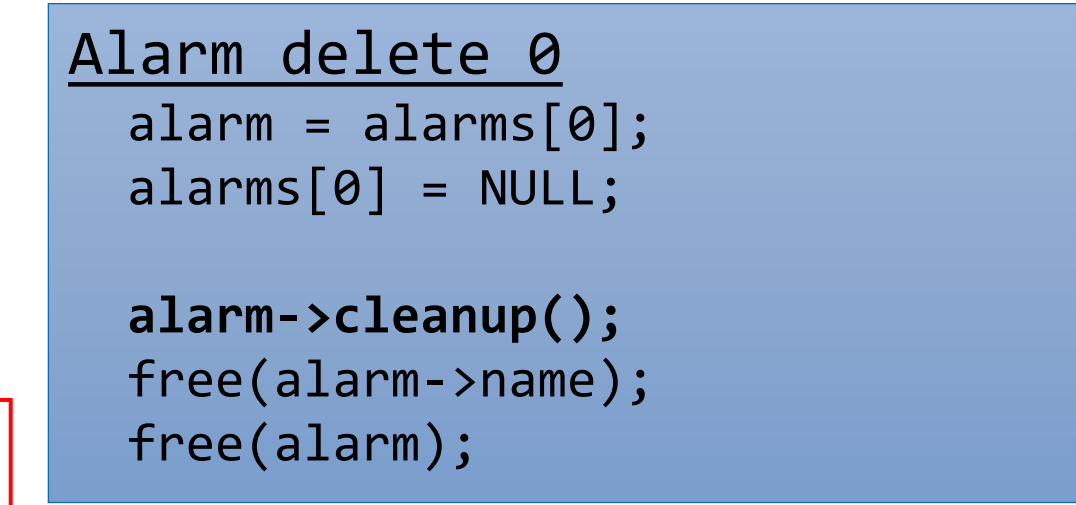 Alarm delete 0
alarm = alarms[0];
alarms[0] = NULL;
alarm->cleanup();
free(alarm->name);
free(alarm);